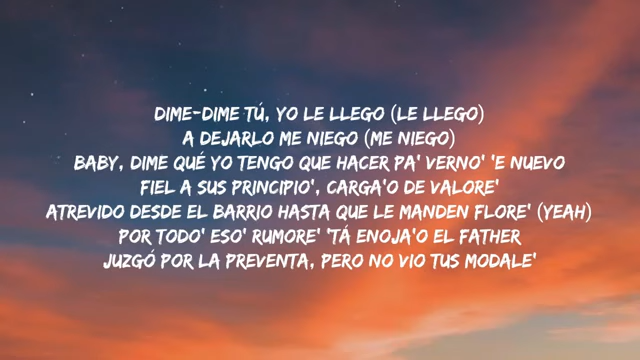 DIME-DIME TÚ, YO LE LLEGO (LE LLEGO)
A DEJARLO ME NIEGO (ME NIEGO)
BABY, DIME QUÉ YO TENGO QUE HACER PA' VERNO' 'E NUEVO
FIEL A SUS PRINCIPIO', CARGA'O DE VALORE'
ATREVIDO DESDE EL BARRIO HASTA QUE LE MANDEN FLORE' (YEAH)
POR TODO' ESO' RUMORE' 'TÁ ENOJA'O EL FATHER
JUZGÓ POR LA PREVENTA, PERO NO VIO TUS MODALE'